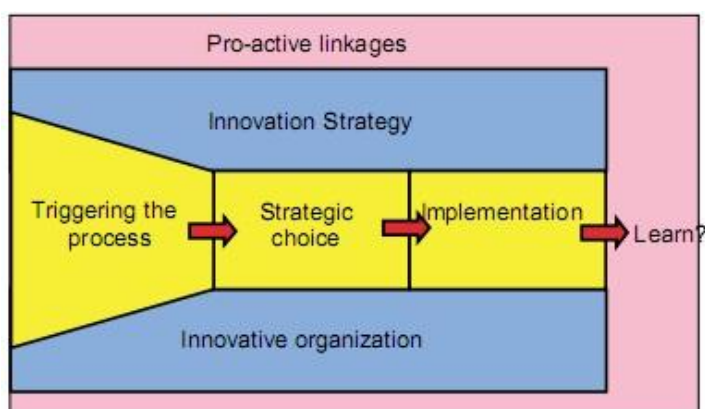 Pro-active linkages
Innovation Strategy
Triggering the
process
Strategic
choice
Implementation
Learn?
Innovative organization